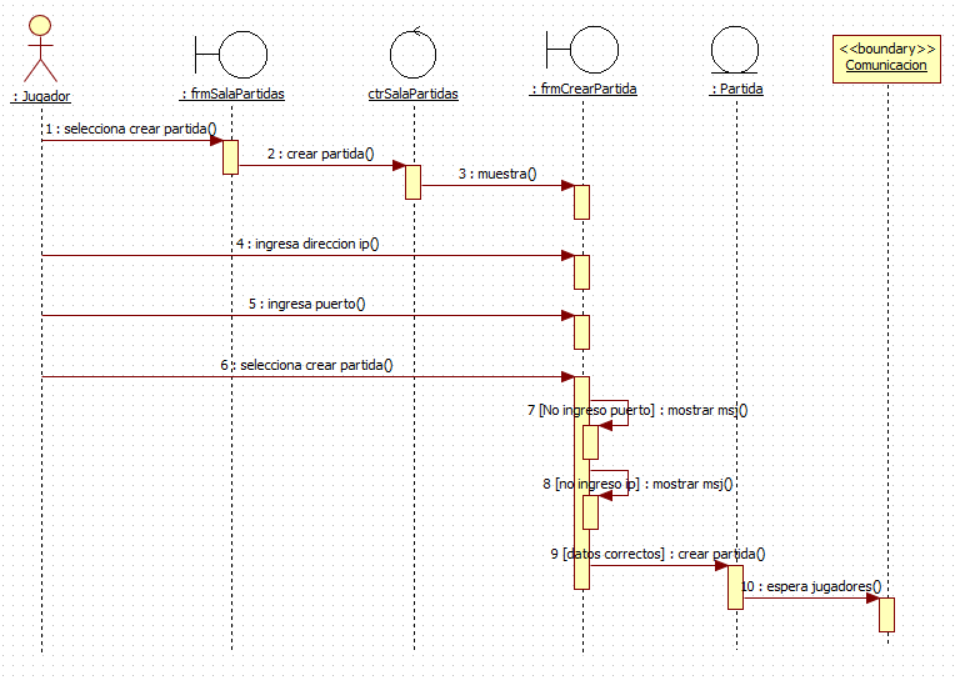 : Jugador
: frmSalaPartidas
ctrSalaPartidas
: frmCrearPartida
: Partida
<<boundary>>
Comunicacion
1 : selecciona crear partida()
2 : crear partida()
3 : muestra()
4 : ingresa direccion ip()
5 : ingresa puerto()
6 : selecciona crear partida()
7 [No ingreso puerto] : mostrar msj()
8 [no ingreso ip] : mostrar msj()
9 [datos correctos] : crear partida()
10 : espera jugadores()